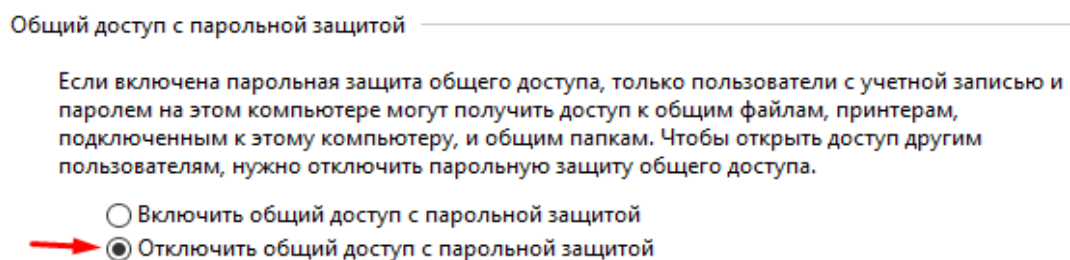 Общий доступ с парольной защитой
Если включена парольная защита общего доступа, только пользователи с учетной записью и
паролем на этом компьютере могут получить доступ к общим файлам, принтерам,
подключенным к этому компьютеру, и общим папкам. Чтобы открыть доступ другим
пользователям, нужно отключить парольную защиту общего доступа.
Включить общий доступ с парольной защитой
Отключить общий доступ с парольной защитой